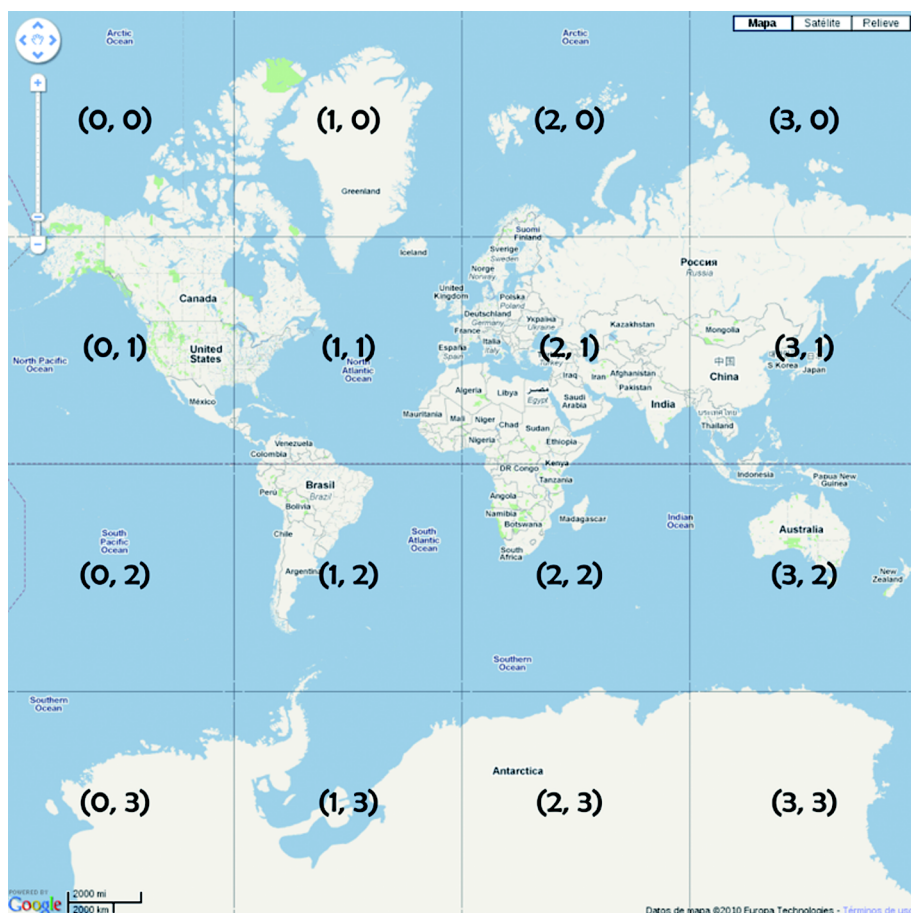 Arctic
Ocean
Arctic
Ocean
Mapa
Satélite
Relieve
+
−
−
(0, 0)
(1, 0)
(2, 0)
(3, 0)
Greenland
Iceland
Suomi
Finland
Sverige
Sweden
Norge
Norway
Россия
Russia
United
Kingdom
Polska
Poland
Canada
Deutschland
Germany
Україна
Ukraine
France
Kazakhstan
Mongolia
(0, 1)
(1, 1)
(2, 1)
(3, 1)
United
States
España
Spain
Italia
Italy
Turkey
中国
China
S Korea
Japan
North Pacific
Ocean
North
Atlantic
Ocean
Iraq
Iran
Afghanistan
Pakistan
Algeria
Libya
مصر
Egypt
Saudi
Arabia
India
México
Mauritania
Mali
Niger
Chad
Sudan
Thailand
Nigeria
Ethiopia
Venezuela
Colombia
DR Congo
Kenya
Tanzania
Indonesia
Papua New
Guinea
Perú
Brasil
Brazil
Bolivia
Angola
Namibia
Botswana
Madagascar
Indian
Ocean
Australia
South
Pacific
Ocean
Chile
South
Atlantic
Ocean
South
Africa
(0, 2)
Argentin
(1, 2)
(2, 2)
(3, 2)
New
Zealand
Southern
Ocean
Southern
Ocean
Antarctica
(0, 3)
(1, 3)
(2, 3)
(3, 3)
POWERED BY
Google
2000 mi
2000 km
Datos de mapa ©2010 Europa Technologies - Términos de uso